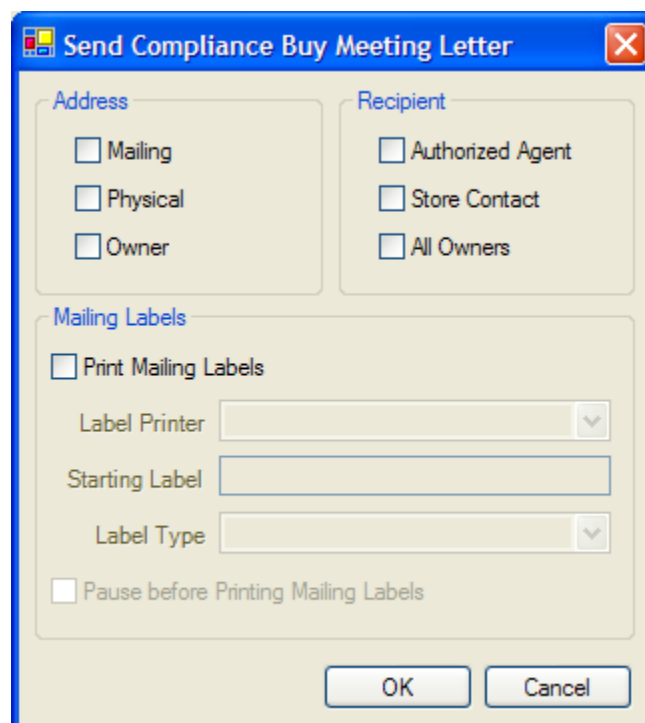 Send Compliance Buy Meeting Letter
Address
Mailing
Physical
Owner
Recipient
Authorized Agent
Store Contact
All Owners
Mailing Labels
Print Mailing Labels
Label Printer
Starting Label
Label Type
Pause before Printing Mailing Labels
OK
Cancel